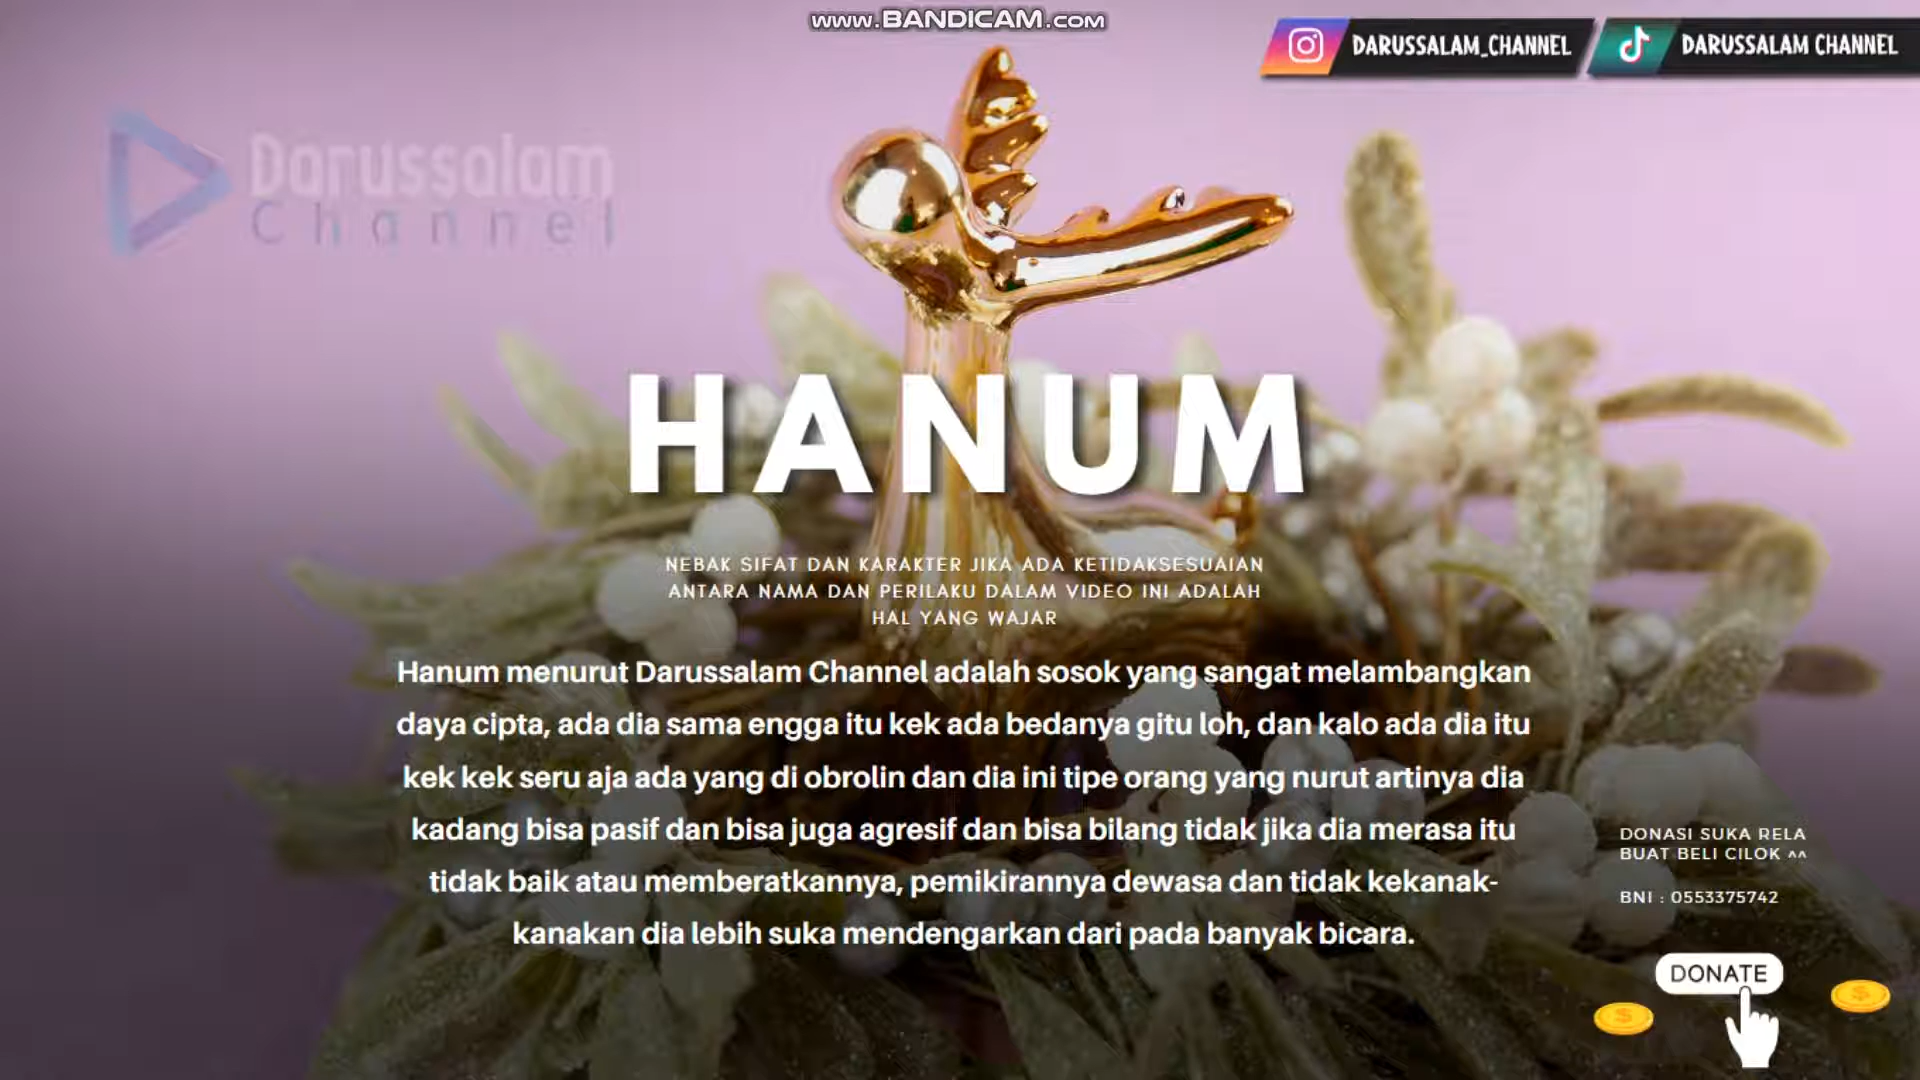 www.BANDICAM.com
DARUSSALAM_CHANNEL
DARUSSALAM CHANNEL
Darussalam
Channel
HANUM
NEBAK SIFAT DAN KARAKTER JIKA ADA KETIDAKSESUAIAN
ANTARA NAMA DAN PERILAKU DALAM VIDEO INI ADALAH
HAL YANG WAJAR
Hanum menurut Darussalam Channel adalah sosok yang sangat melambangkan
daya cipta, ada dia sama engga itu kek ada bedanya gitu loh, dan kalo ada dia itu
kek kek seru aja ada yang di obrolin dan dia ini tipe orang yang nurut artinya dia
kadang bisa pasif dan bisa juga agresif dan bisa bilang tidak jika dia merasa itu
tidak baik atau memberatkannya, pemikirannya dewasa dan tidak kekanak-
kanakan dia lebih suka mendengarkan dari pada banyak bicara.
DONASI SUKA RELA
BUAT BELI CILOK ^^
BNI : 0553375742
DONATE